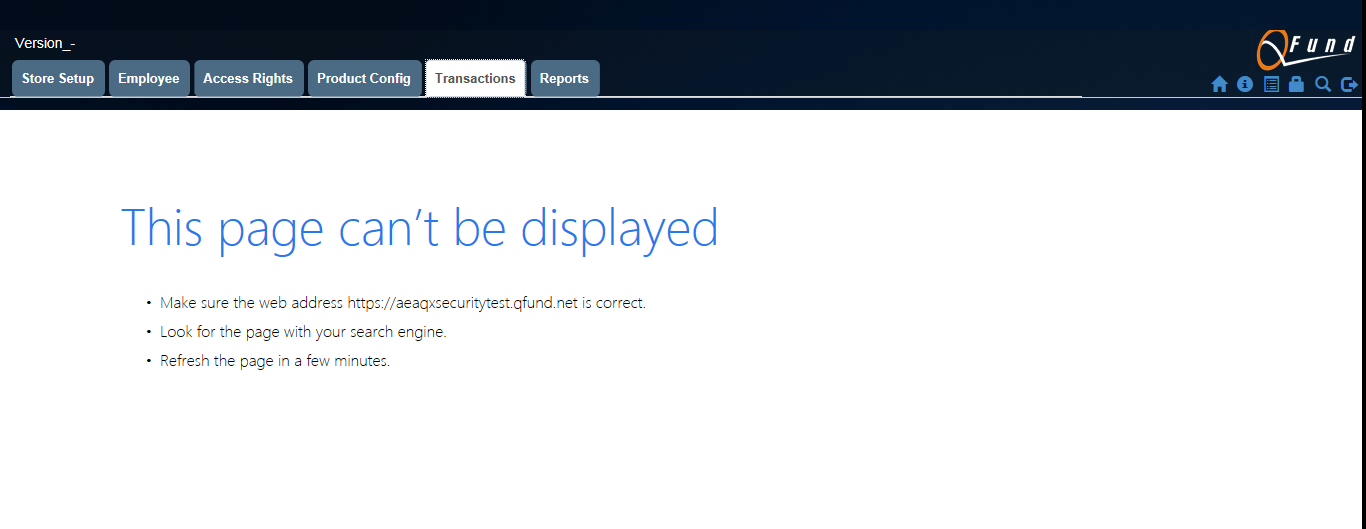 Version_-
QFund
Store Setup
Employee
Access Rights
Product Config
Transactions
Reports
This page can't be displayed
• Make sure the web address https://aeaqxsecuritytest.qfund.net is correct.
• Look for the page with your search engine.
• Refresh the page in a few minutes.